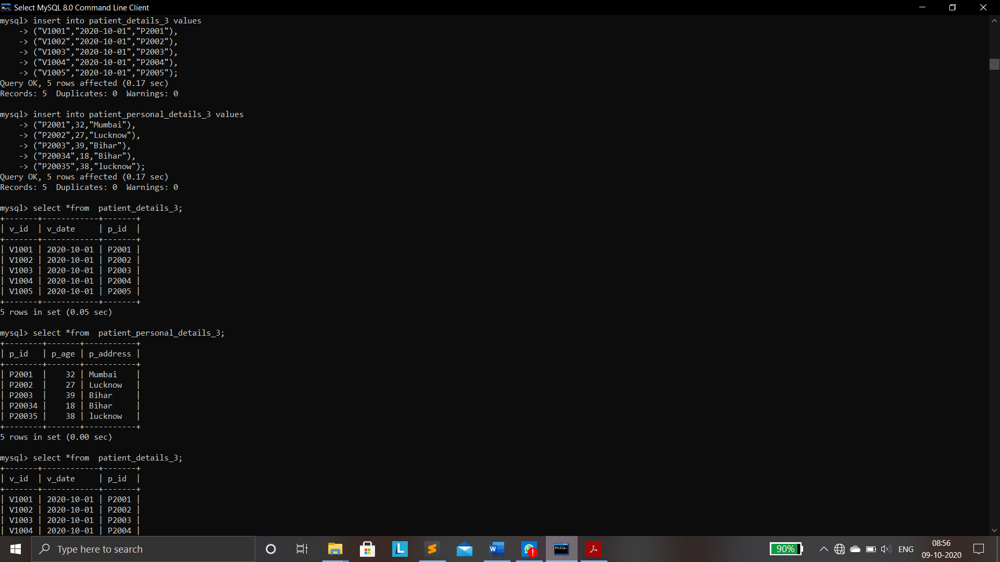 Select MySQL 8.0 Command Line Client
mysql> insert into patient_details_3 values
    -> ("V1001","2020-10-01","P2001"),
    -> ("V1002","2020-10-01","P2002"),
    -> ("V1003","2020-10-01","P2003"),
    -> ("V1004","2020-10-01","P2004"),
    -> ("V1005","2020-10-01","P2005");
Query OK, 5 rows affected (0.17 sec)
Records: 5  Duplicates: 0  Warnings: 0

mysql> insert into patient_personal_details_3 values
    -> ("P2001",32,"Mumbai"),
    -> ("P2002",27,"Lucknow"),
    -> ("P2003",39,"Bihar"),
    -> ("P20034",18,"Bihar"),
    -> ("P20035",38,"lucknow");
Query OK, 5 rows affected (0.17 sec)
Records: 5  Duplicates: 0  Warnings: 0

mysql> select *from  patient_details_3;
+-------+------------+-------+
| v_id  | v_date     | p_id  |
+-------+------------+-------+
| V1001 | 2020-10-01 | P2001 |
| V1002 | 2020-10-01 | P2002 |
| V1003 | 2020-10-01 | P2003 |
| V1004 | 2020-10-01 | P2004 |
| V1005 | 2020-10-01 | P2005 |
+-------+------------+-------+
5 rows in set (0.05 sec)

mysql> select *from  patient_personal_details_3;
+--------+-------+-----------+
| p_id   | p_age | p_address |
+--------+-------+-----------+
| P2001  |    32 | Mumbai    |
| P2002  |    27 | Lucknow   |
| P2003  |    39 | Bihar     |
| P20034 |    18 | Bihar     |
| P20035 |    38 | lucknow   |
+--------+-------+-----------+
5 rows in set (0.00 sec)

mysql> select *from  patient_details_3;
+-------+------------+-------+
| v_id  | v_date     | p_id  |
+-------+------------+-------+
| V1001 | 2020-10-01 | P2001 |
| V1002 | 2020-10-01 | P2002 |
| V1003 | 2020-10-01 | P2003 |
| V1004 | 2020-10-01 | P2004 |
Type here to search
L
W
MySQL
90%
ENG
08:56
09-10-2020